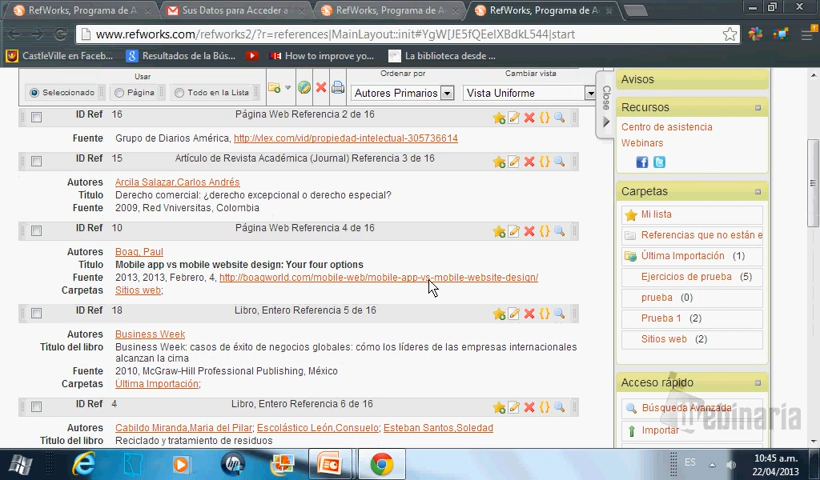 RefWorks, Programa de A
Sus Datos para Acceder a
RefWorks, Programa de A
RefWorks, Programa de A
www.refworks.com/refworks2/?r=references|MainLayout::init#YgW[JE5fQEeIXBdkL544|start
CastleVille en Faceb...
Resultados de la Bús...
How to improve yo...
La biblioteca desde ...
Usar
Ordenar por
Cambiar vista
Seleccionado
Página
Todo en la Lista
Autores Primarios
Vista Uniforme
Close
ID Ref 16 Página Web Referencia 2 de 16
Fuente Grupo de Diarios América, http://vlex.com/vid/propiedad-intelectual-305736614
ID Ref 15 Artículo de Revista Académica (Journal) Referencia 3 de 16
Autores Arcila Salazar,Carlos Andrés
Título Derecho comercial: ¿derecho excepcional o derecho especial?
Fuente 2009, Red Vniversitas, Colombia
ID Ref 10 Página Web Referencia 4 de 16
Autores Boag, Paul
Título Mobile app vs mobile website design: Your four options
Fuente 2013, 2013, Febrero, 4, http://boagworld.com/mobile-web/mobile-app-vs-mobile-website-design/
Carpetas Sitios web;
ID Ref 18 Libro, Entero Referencia 5 de 16
Autores Business Week
Título del libro Business Week: casos de éxito de negocios globales: cómo los líderes de las empresas internacionales
alcanzan la cima
Fuente 2010, McGraw-Hill Professional Publishing, México
Carpetas Última Importación;
ID Ref 4 Libro, Entero Referencia 6 de 16
Autores Cabildo Miranda,Maria del Pilar; Escolástico León,Consuelo; Esteban Santos,Soledad
Título del libro Reciclado y tratamiento de residuos
Avisos
Recursos
Centro de asistencia
Webinars
Carpetas
Mi lista
Referencias que no están e
Última Importación (1)
Ejercicios de prueba (5)
prueba (0)
Prueba 1 (2)
Sitios web (2)
Acceso rápido
Búsqueda Avanzada
Importar
Webinaria
ES
10:45 a.m.
22/04/2013